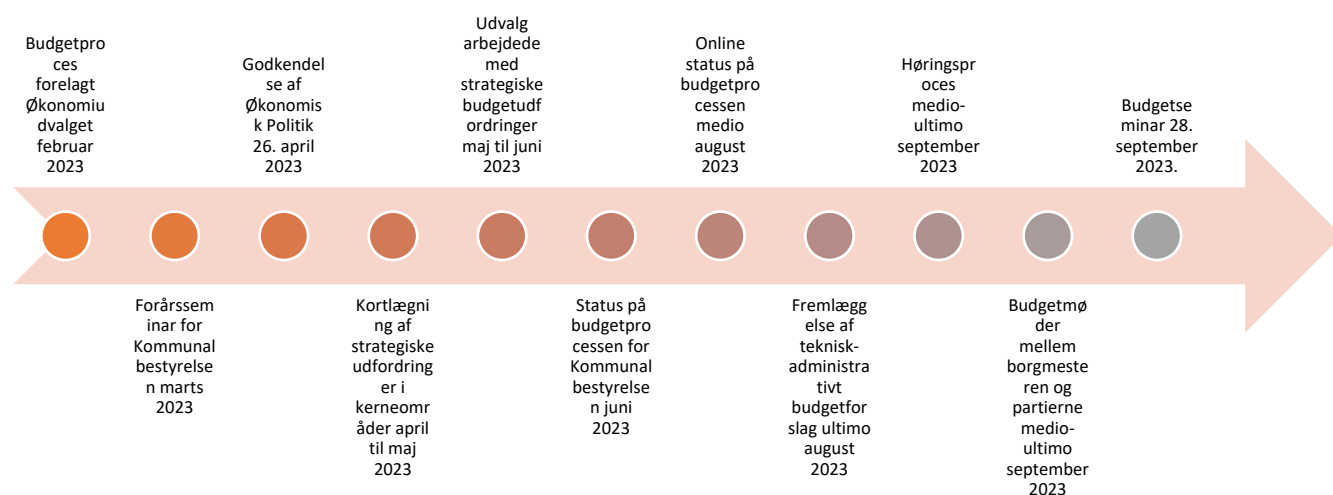 Budgetpro
ces
forelagt
Økonomiu
dvalget
februar
2023
Forårssem
inar for
Kommunal
bestyrelse
n marts
2023
Godkendel
se af
Økonomis
k Politik
26. april
2023
Kortlægni
ng af
strategiske
udfordring
er i
kerneomr
åder april
til maj
2023
Udvalg
arbejdede
med
strategiske
budgetudf
ordringer
maj til juni
2023
Status på
budgetpro
cessen for
Kommunal
bestyrelse
n juni
2023
Online
status på
budgetpro
cessen
medio
august
2023
Fremlægg
else af
teknisk-
administra
tivt
budgetfor
slag ultimo
august
2023
Høringspr
oces
medio-
ultimo
september
2023
Budgetmø
der
mellem
borgmeste
ren og
partierne
medio-
ultimo
september
2023
Budgetse
minar 28.
september
2023.